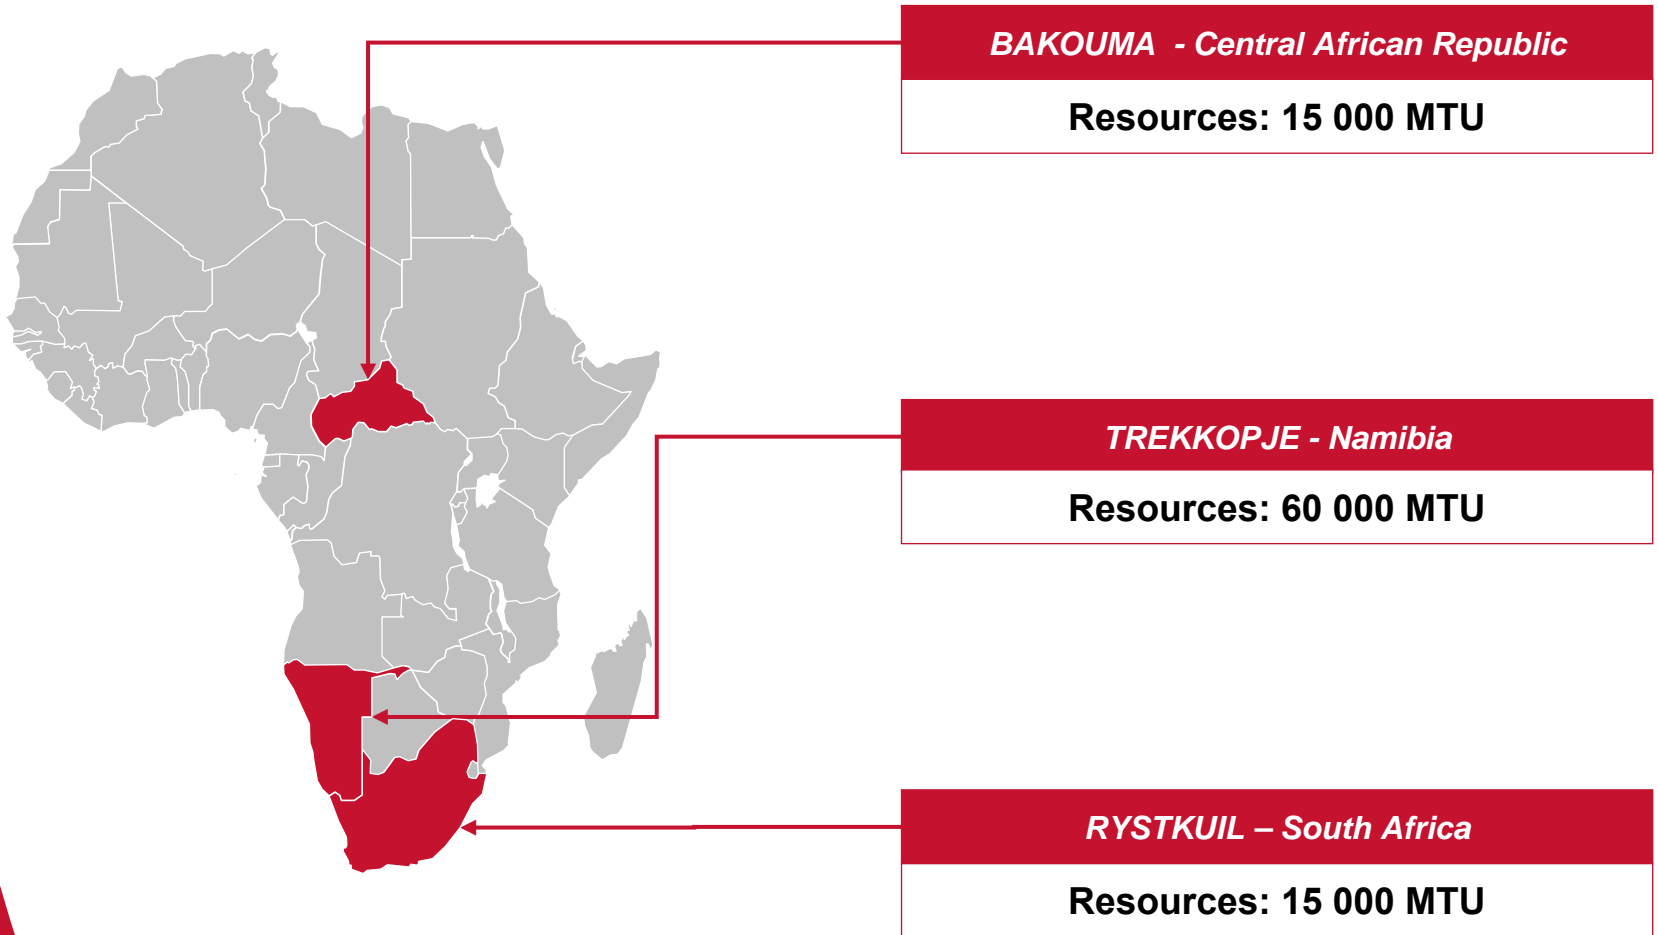 BAKOUMA - Central African Republic
Resources: 15 000 MTU
TREKKOPJE - Namibia
Resources: 60 000 MTU
RYSTKUIL – South Africa
Resources: 15 000 MTU